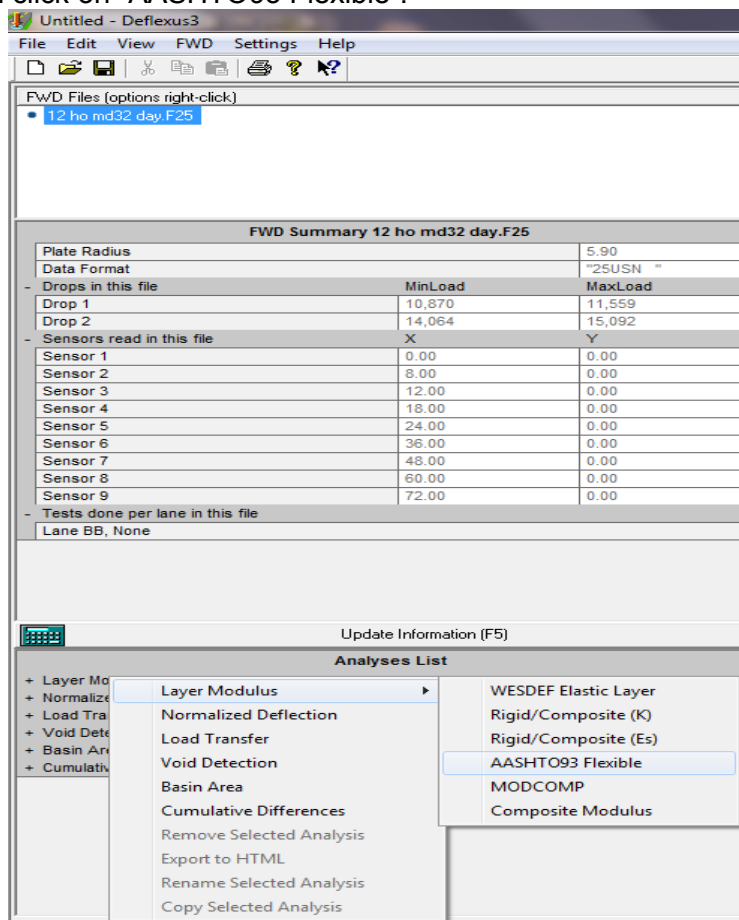 click on "AASHTO93 Flexible".
Untitled - Deflexus3
File Edit View FWD Settings Help
FWD Files (options right-click)
12 ho md32 day.F25
FWD Summary 12 ho md32 day.F25
Plate Radius 5.90
Data Format "25USN "
- Drops in this file MinLoad MaxLoad
Drop 1 10,870 11,559
Drop 2 14,064 15,092
- Sensors read in this file X Y
Sensor 1 0.00 0.00
Sensor 2 8.00 0.00
Sensor 3 12.00 0.00
Sensor 4 18.00 0.00
Sensor 5 24.00 0.00
Sensor 6 36.00 0.00
Sensor 7 48.00 0.00
Sensor 8 60.00 0.00
Sensor 9 72.00 0.00
- Tests done per lane in this file
Lane BB, None
Update Information (F5)
Analyses List
+ Layer Mo
+ Normalize
+ Load Tra
+ Void Dete
+ Basin Are
+ Cumulativ
Layer Modulus
Normalized Deflection
Load Transfer
Void Detection
Basin Area
Cumulative Differences
Remove Selected Analysis
Export to HTML
Rename Selected Analysis
Copy Selected Analysis
WESDEF Elastic Layer
Rigid/Composite (K)
Rigid/Composite (Es)
AASHTO93 Flexible
MODCOMP
Composite Modulus